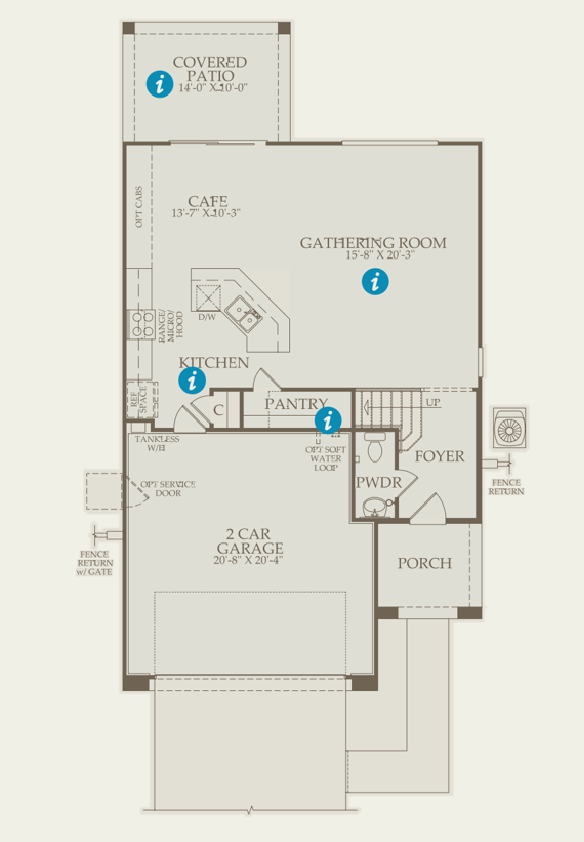 COVERED
PATIO
14'-0" X 10'-0"
i
OPT CABS
CAFE
13'-7" X 10'-3"
GATHERING ROOM
15'-8" X 20'-3"
i
D/W
RANGE/
MICRO/
HOOD
KITCHEN
i
REF
SPACE
C
PANTRY
i
UP
TANKLESS
W/H
OPT SOFT
WATER
LOOP
FOYER
PWDR
OPT SERVICE
DOOR
FENCE
RETURN
2 CAR
GARAGE
20'-8" X 20'-4"
FENCE
RETURN
w/ GATE
PORCH